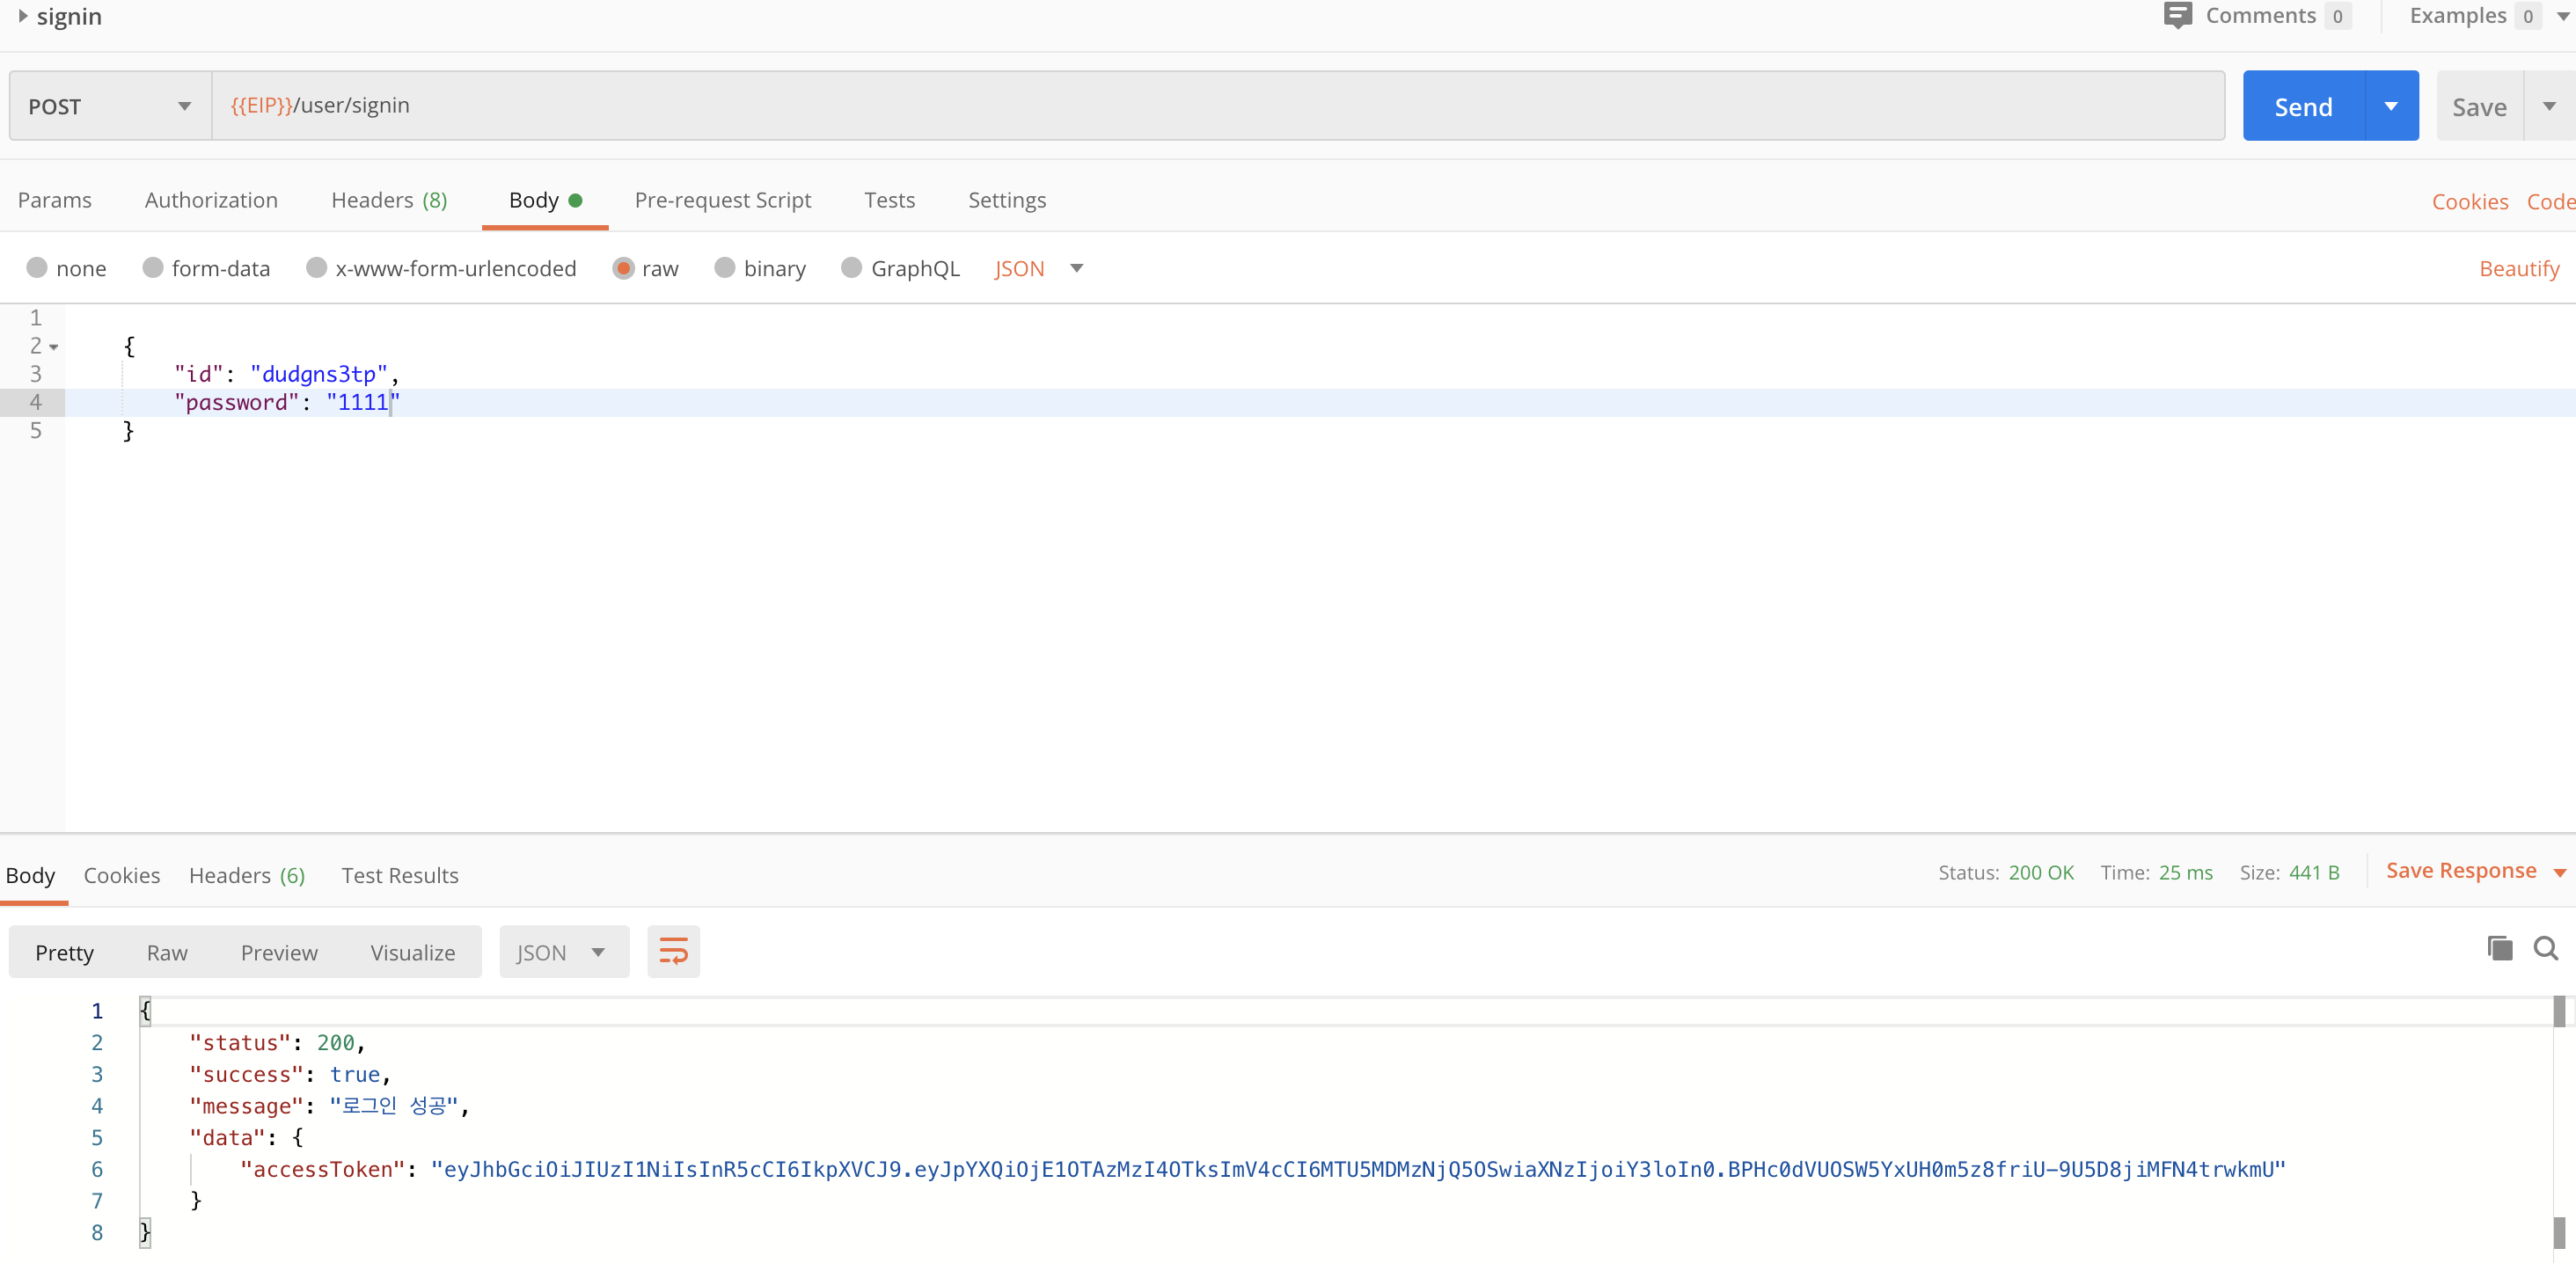 signin
Comments 0 Examples 0
POST {{EIP}}/user/signin Send Save
Params Authorization Headers (8) Body Pre-request Script Tests Settings Cookies Code
none form-data x-www-form-urlencoded raw binary GraphQL JSON Beautify
1
2 {
3 "id": "dudgns3tp",
4 "password": "1111"
5 }
Body Cookies Headers (6) Test Results Status: 200 OK Time: 25 ms Size: 441 B Save Response
Pretty Raw Preview Visualize JSON
1 {
2 "status": 200,
3 "success": true,
4 "message": "로그인 성공",
5 "data": {
6 "accessToken": "eyJhbGciOiJIUzI1NiIsInR5cCI6IkpXVCJ9.eyJpYXQiOjE1OTAzMzI4OTksImV4cCI6MTU5MDMzNjQ5OSwiaXNzIjoiY3loIn0.BPHc0dVUOSW5YxUH0m5z8friU-9U5D8jiMFN4trwkmU"
7 }
8 }